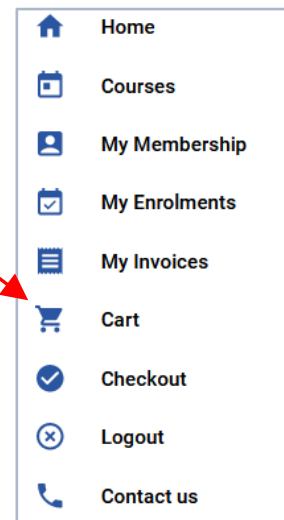 Home
Courses
My Membership
My Enrolments
My Invoices
Cart
Checkout
Logout
Contact us